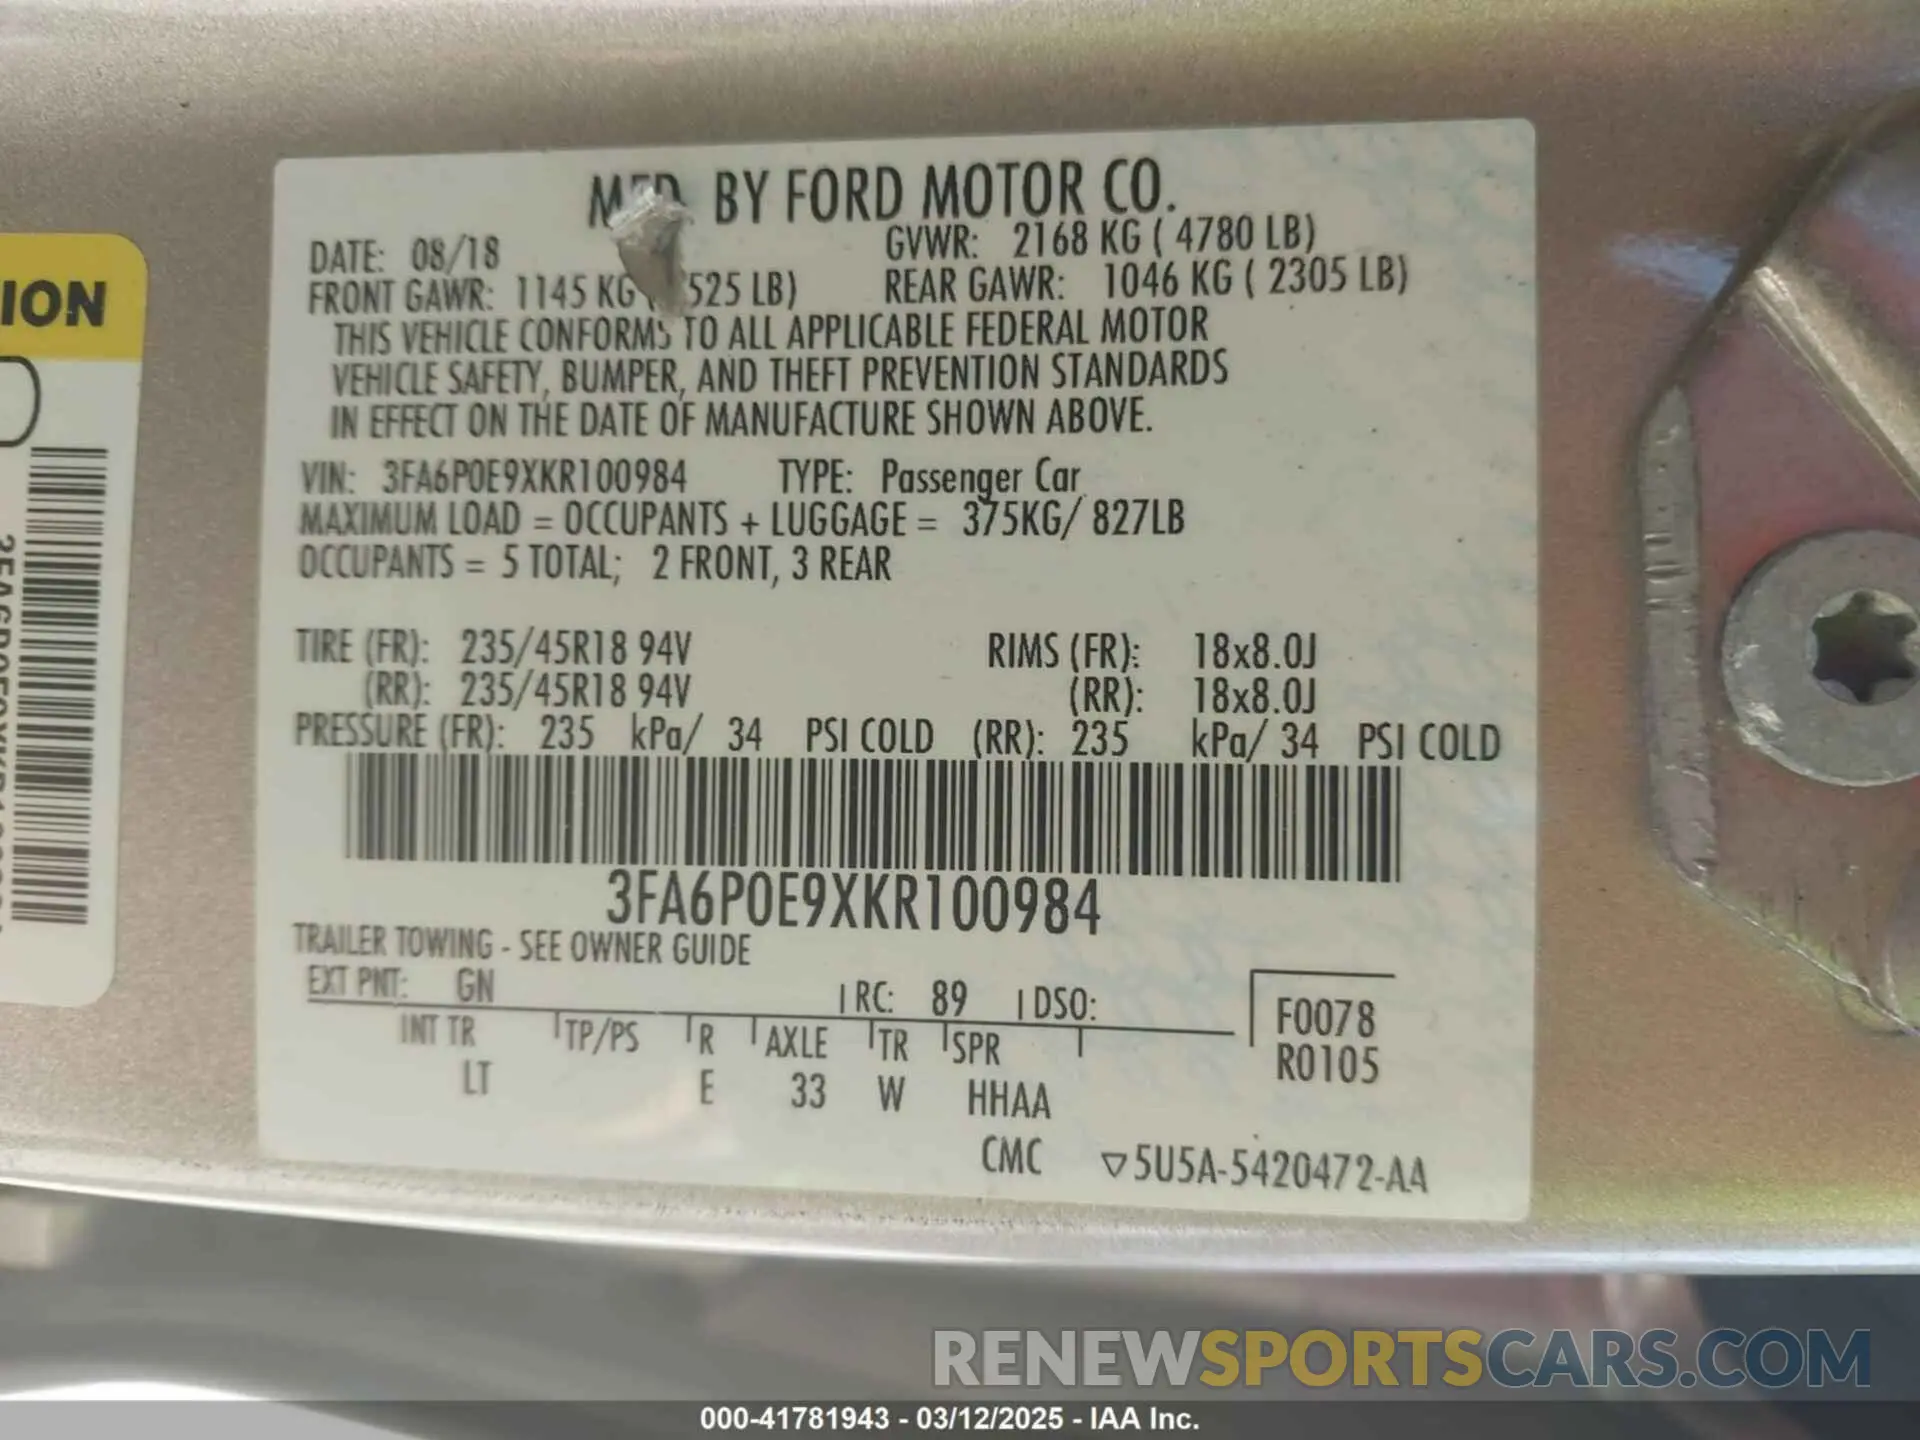 MFD. BY FORD MOTOR CO.
DATE: 08/18 GVWR: 2168 KG ( 4780 LB)
FRONT GAWR: 1145 KG ( 525 LB) REAR GAWR: 1046 KG ( 2305 LB)
THIS VEHICLE CONFORMS TO ALL APPLICABLE FEDERAL MOTOR
VEHICLE SAFETY, BUMPER, AND THEFT PREVENTION STANDARDS
IN EFFECT ON THE DATE OF MANUFACTURE SHOWN ABOVE.
VIN: 3FA6P0E9XKR100984 TYPE: Passenger Car
MAXIMUM LOAD = OCCUPANTS + LUGGAGE = 375KG/ 827LB
OCCUPANTS = 5 TOTAL; 2 FRONT, 3 REAR
TIRE (FR): 235/45R18 94V RIMS (FR): 18x8.0J
(RR): 235/45R18 94V (RR): 18x8.0J
PRESSURE (FR): 235 kPa/ 34 PSI COLD (RR): 235 kPa/ 34 PSI COLD
3FA6P0E9XKR100984
TRAILER TOWING - SEE OWNER GUIDE
EXT PNT: GN RC: 89 DSO:
F0078
R0105
INT TR TP/PS R AXLE TR SPR
LT E 33 W HHAA
CMC ▽5U5A-5420472-AA
ION
RENEWSPORTSCARS.COM
000-41781943 - 03/12/2025 - IAA Inc.